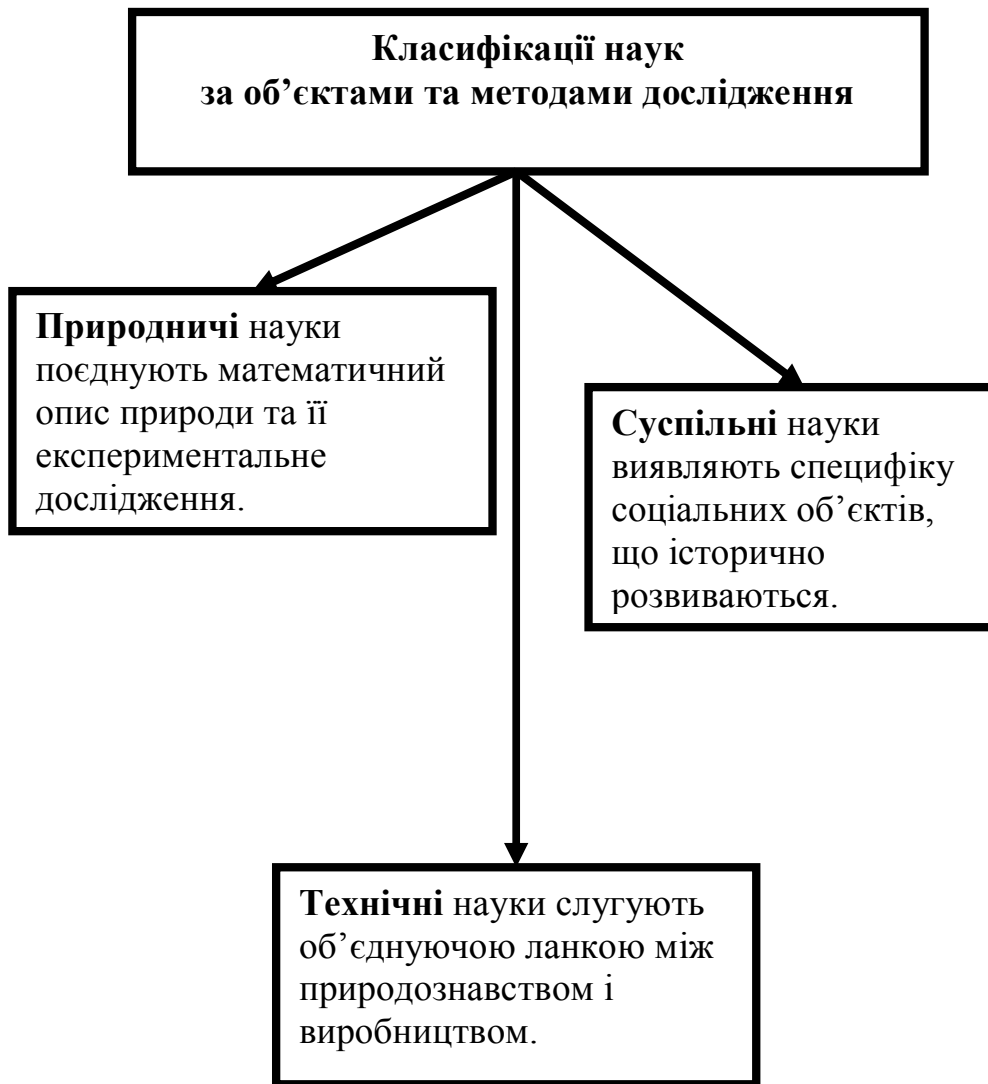 Класифікації наук
за об’єктами та методами дослідження
Природничі науки
поєднують математичний
опис природи та її
експериментальне
дослідження.
Суспільні науки
виявляють специфіку
соціальних об’єктів,
що історично
розвиваються.
Технічні науки слугують
об’єднуючою ланкою між
природознавством і
виробництвом.